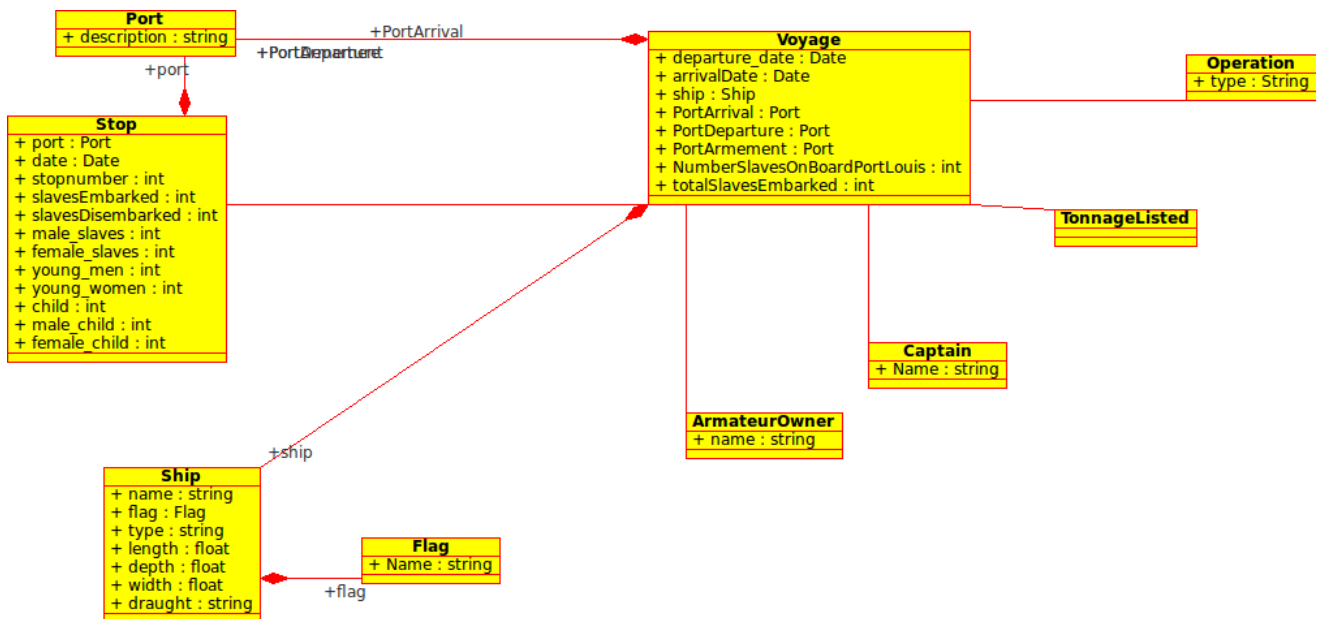 Port
+ description : string
+PortArrival
+port
Voyage
+ departure_date : Date
+ arrivalDate : Date
+ ship : Ship
+ PortArrival : Port
+ PortDeparture : Port
+ PortArmement : Port
+ NumberSlavesOnBoardPortLouis : int
+ totalSlavesEmbarked : int
Operation
+ type : String
Stop
+ port : Port
+ date : Date
+ stopnumber : int
+ slavesEmbarked : int
+ slavesDisembarked : int
+ male_slaves : int
+ female_slaves : int
+ young_men : int
+ young_women : int
+ child : int
+ male_child : int
+ female_child : int
TonnageListed
Captain
+ Name : string
ArmateurOwner
+ name : string
+ship
Ship
+ name : string
+ flag : Flag
+ type : string
+ length : float
+ depth : float
+ width : float
+ draught : string
Flag
+ Name : string
+flag